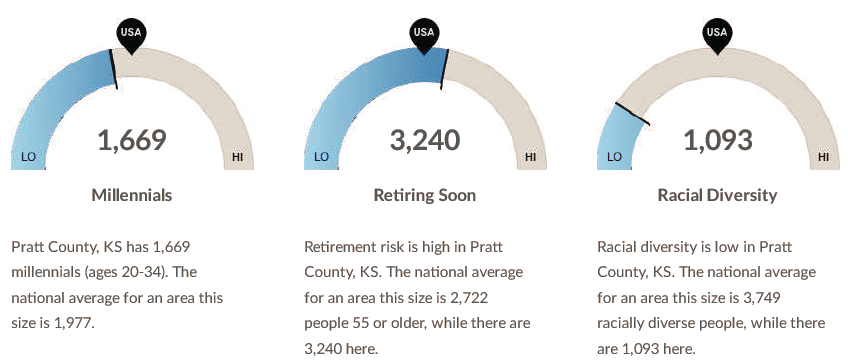 USA
1,669
LO
HI
Millennials
Pratt County, KS has 1,669
millennials (ages 20-34). The
national average for an area this
size is 1,977.
USA
3,240
LO
HI
Retiring Soon
Retirement risk is high in Pratt
County, KS. The national average
for an area this size is 2,722
people 55 or older, while there are
3,240 here.
USA
1,093
LO
HI
Racial Diversity
Racial diversity is low in Pratt
County, KS. The national average
for an area this size is 3,749
racially diverse people, while there
are 1,093 here.